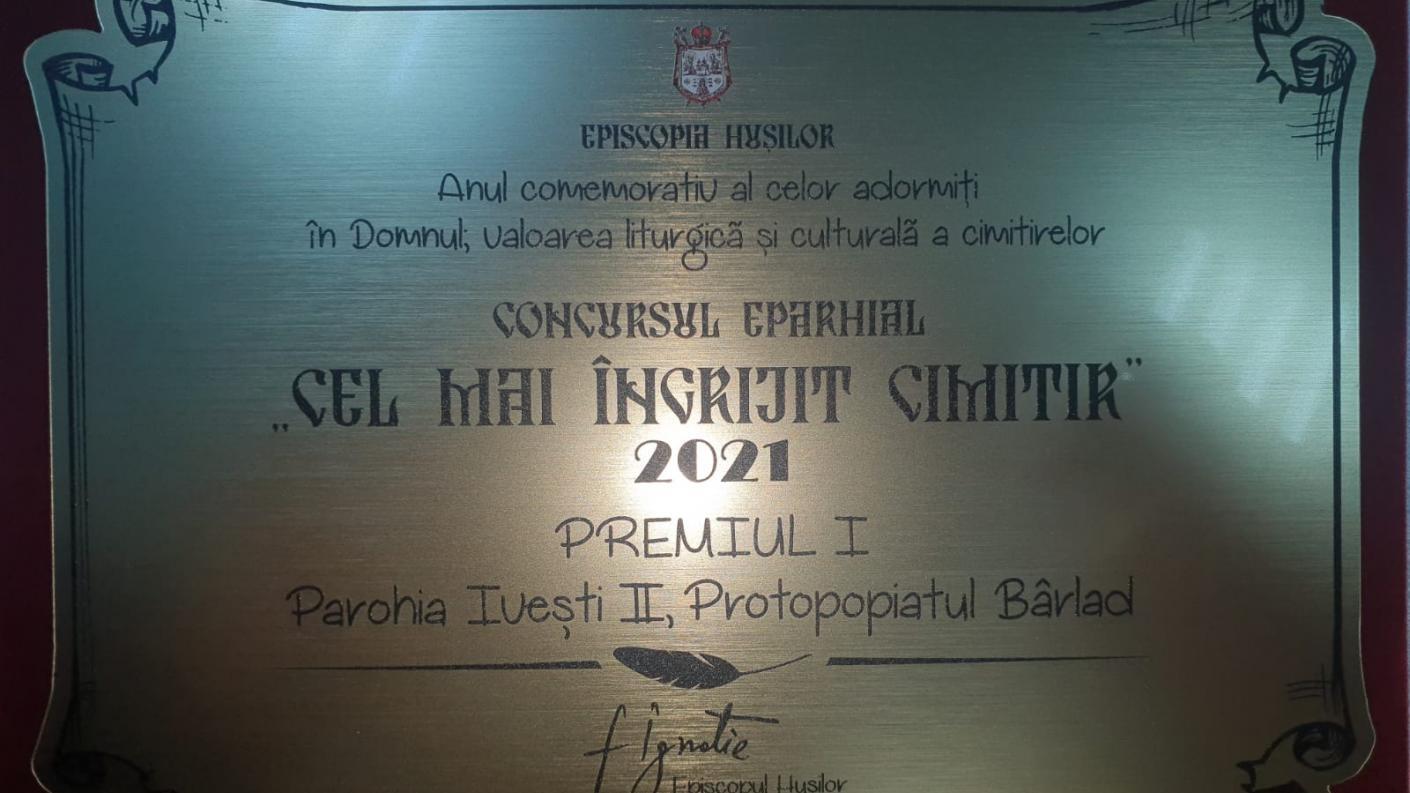 EPISCOPIA HUȘILOR
Anul comemorativ al celor adormiți
în Domnul; valoarea liturgică și culturală a cimitirelor
CONCURSUL EPARHIAL
„CEL MAI ÎNGRIJIT CIMITIR”
2021
PREMIUL I
Parohia Ivești II, Protopopiatul Bârlad
† Ignatie
Episcopul Hușilor